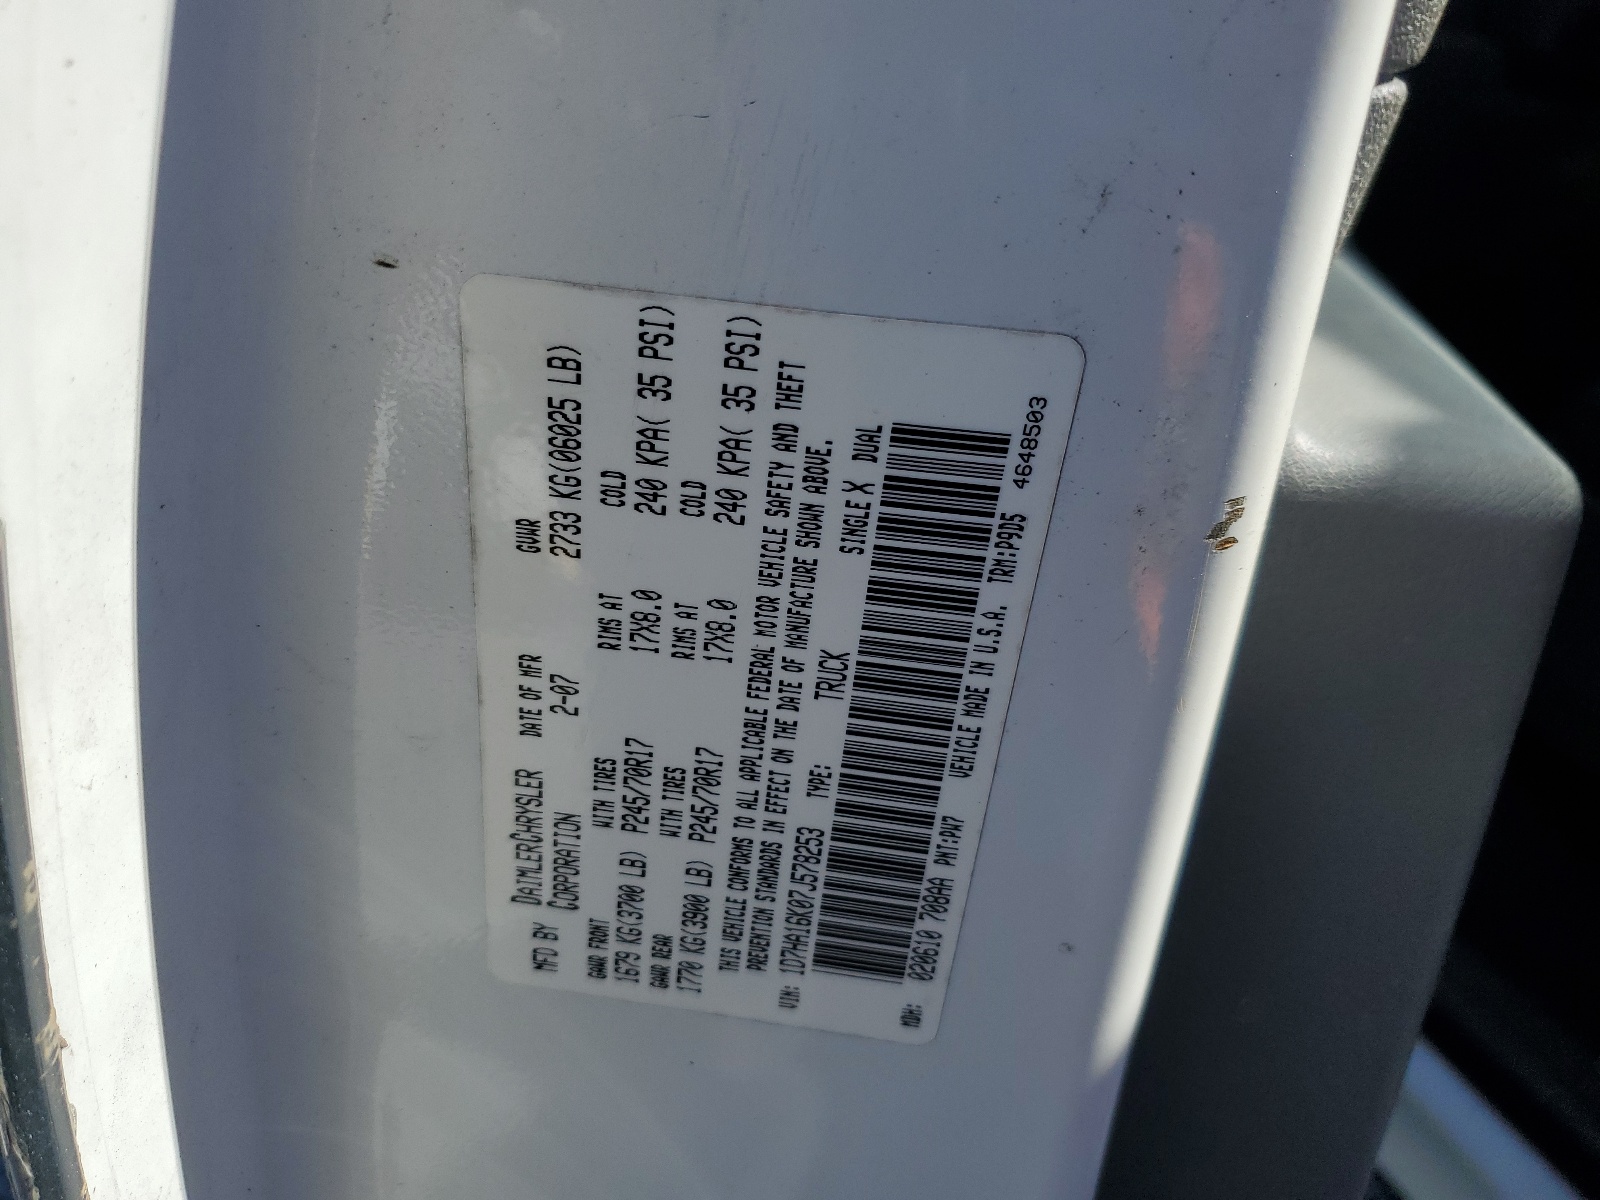 MFD BY DAIMLERCHRYSLER DATE OF MFR GVWR
CORPORATION 2-07 2733 KG(06025 LB)
GAWR FRONT WITH TIRES RIMS AT COLD
1679 KG(3700 LB) P245/70R17 17X8.0 240 KPA( 35 PSI)
GAWR REAR WITH TIRES RIMS AT COLD
1770 KG(3900 LB) P245/70R17 17X8.0 240 KPA( 35 PSI)
THIS VEHICLE CONFORMS TO ALL APPLICABLE FEDERAL MOTOR VEHICLE SAFETY AND THEFT
PREVENTION STANDARDS IN EFFECT ON THE DATE OF MANUFACTURE SHOWN ABOVE.
VIN: 1D7HA16K07J578253 TYPE: TRUCK SINGLE X DUAL
MDH: 020610 708AA PNT:PW7 VEHICLE MADE IN U.S.A. TRM:P9D5 4648503